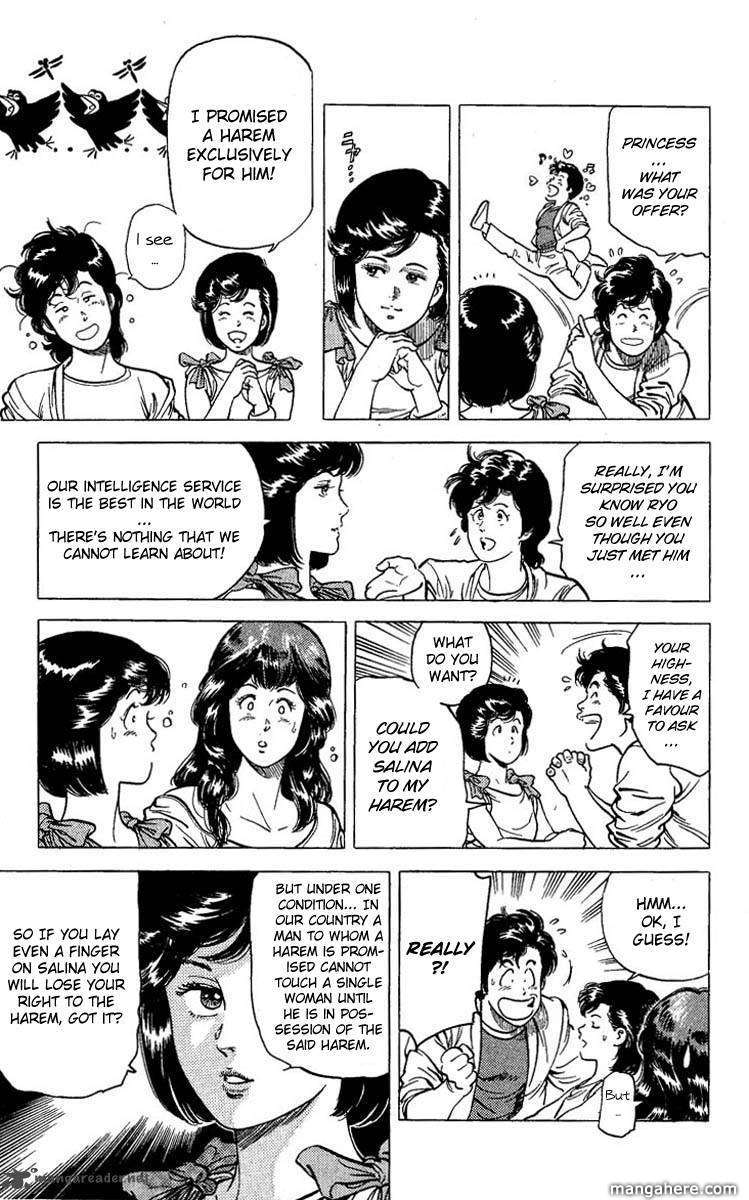 PRINCESS
...
WHAT
WAS YOUR
OFFER?
I PROMISED
A HAREM
EXCLUSIVELY
FOR HIM!
I see
...
REALLY, I'M
SURPRISED YOU
KNOW RYO
SO WELL EVEN
THOUGH YOU
JUST MET HIM
...
OUR INTELLIGENCE SERVICE
IS THE BEST IN THE WORLD
...
THERE'S NOTHING THAT WE
CANNOT LEARN ABOUT!
YOUR
HIGH-
NESS,
I HAVE A
FAVOUR
TO ASK
...
WHAT
DO YOU
WANT?
COULD
YOU ADD
SALINA
TO MY
HAREM?
HMM...
OK, I
GUESS!
REALLY
?!
But
...
BUT UNDER ONE
CONDITION... IN
OUR COUNTRY A
MAN TO WHOM A
HAREM IS PROM-
ISED CANNOT
TOUCH A SINGLE
WOMAN UNTIL
HE IS IN POS-
SESSION OF THE
SAID HAREM.
SO IF YOU LAY
EVEN A FINGER
ON SALINA YOU
WILL LOSE YOUR
RIGHT TO THE
HAREM, GOT IT?
mangareader.net
mangahere.com